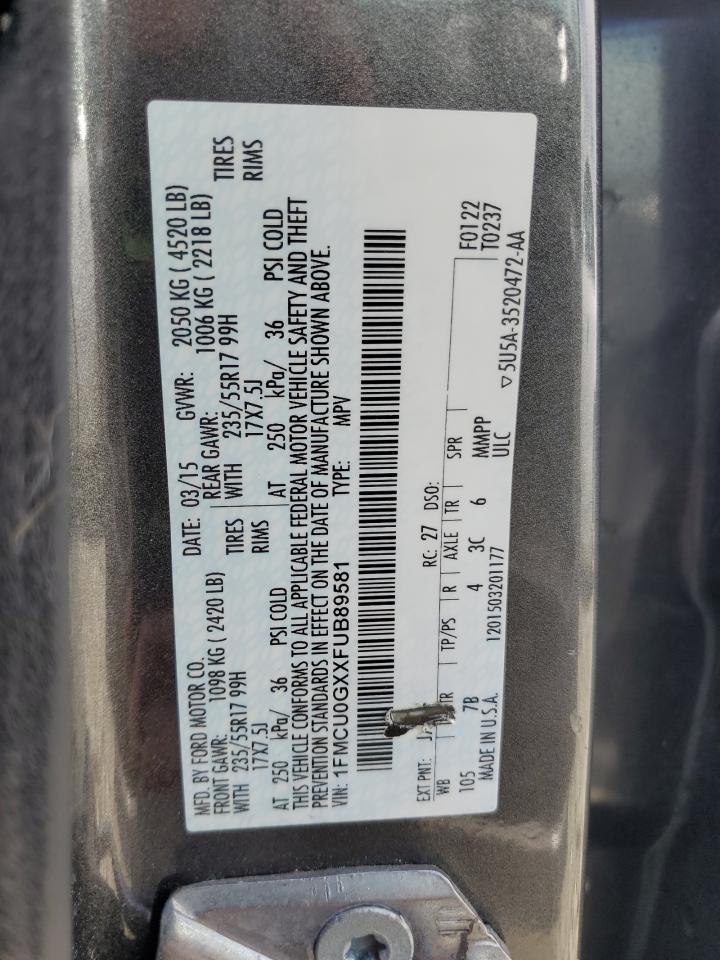 MFD. BY FORD MOTOR CO.
DATE: 03/15 GVWR: 2050 KG ( 4520 LB)
FRONT GAWR: 1098 KG ( 2420 LB) REAR GAWR: 1006 KG ( 2218 LB)
WITH 235/55R17 99H TIRES WITH 235/55R17 99H TIRES
17X7.5J RIMS 17X7.5J RIMS
AT 250 kPa/ 36 PSI COLD AT 250 kPa/ 36 PSI COLD
THIS VEHICLE CONFORMS TO ALL APPLICABLE FEDERAL MOTOR VEHICLE SAFETY AND THEFT
PREVENTION STANDARDS IN EFFECT ON THE DATE OF MANUFACTURE SHOWN ABOVE.
VIN: 1FMCU0GXXFUB89581 TYPE: MPV
EXT PNT: RC: 27 DSO:
WB TR TP/PS R AXLE TR SPR F0122
105 7B 4 3C 6 MMPP T0237
MADE IN U.S.A. 1201503201177 ULC ▽5U5A-3520472-AA